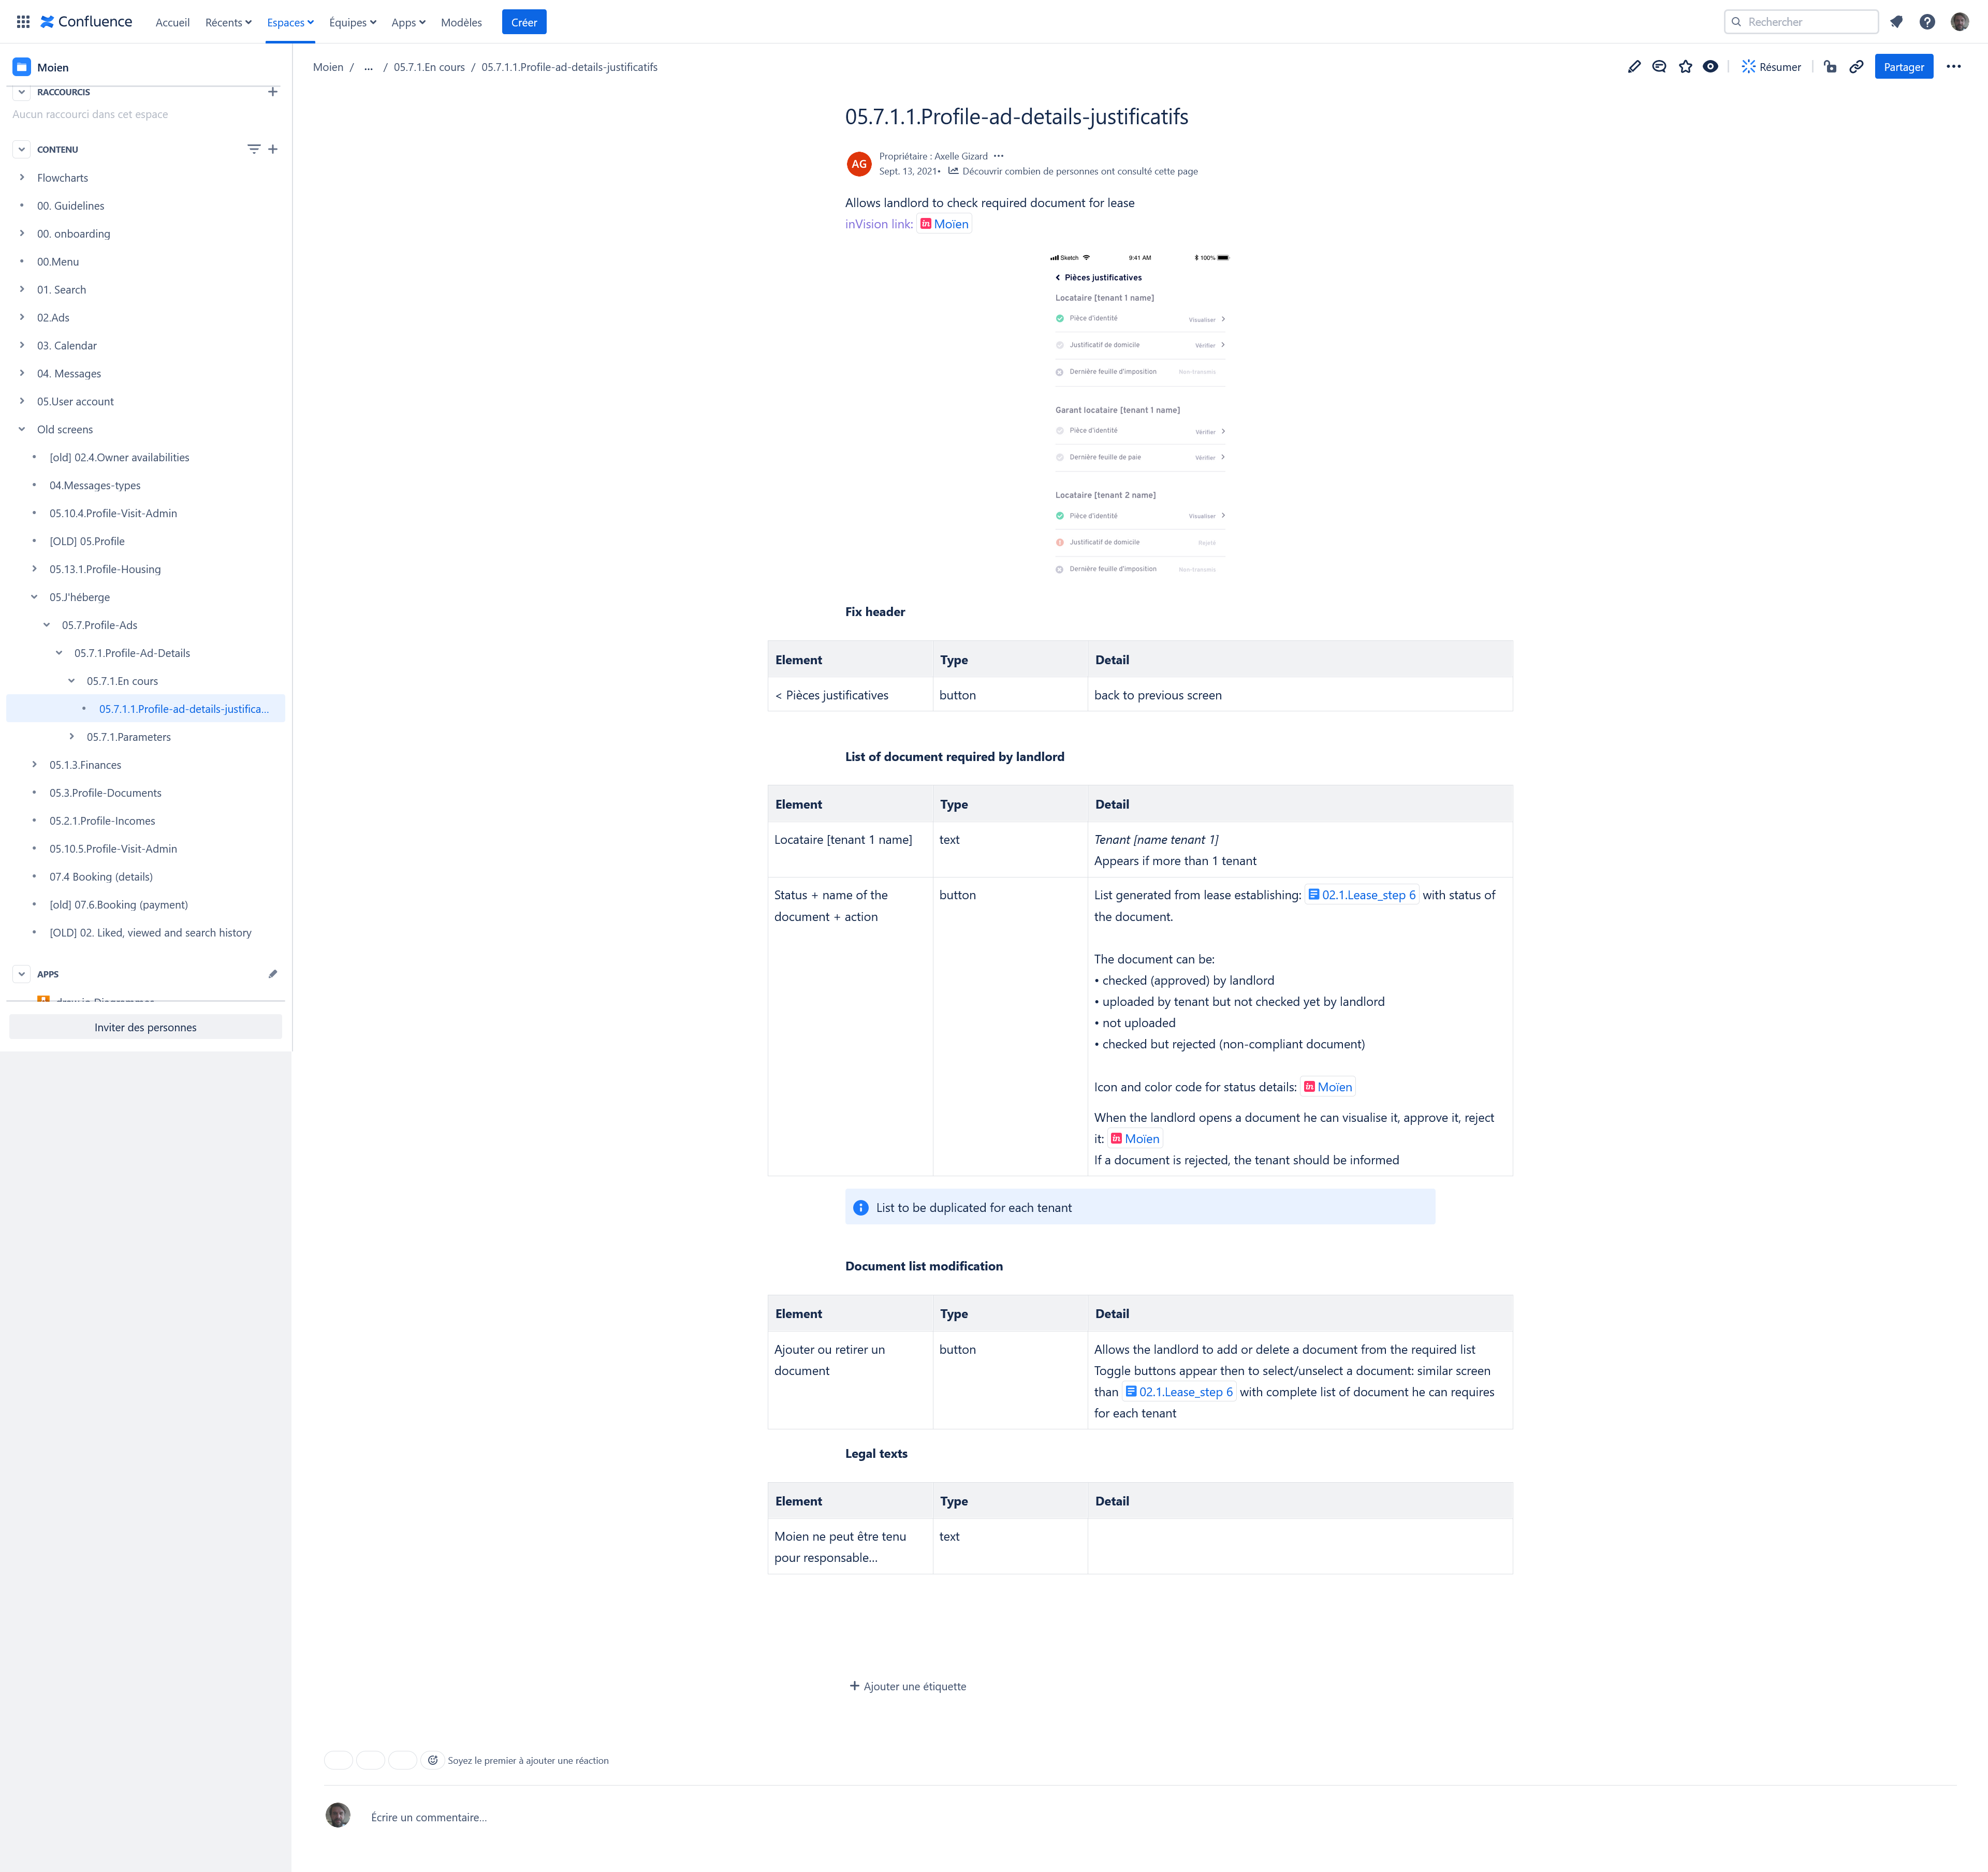 Confluence
Accueil
Récents
Espaces
Équipes
Apps
Modèles
Créer
Rechercher
Moien
RACCOURCIS
Aucun raccourci dans cet espace
CONTENU
Flowcharts
00. Guidelines
00. onboarding
00.Menu
01. Search
02.Ads
03. Calendar
04. Messages
05.User account
Old screens
[old] 02.4.Owner availabilities
04.Messages-types
05.10.4.Profile-Visit-Admin
[OLD] 05.Profile
05.13.1.Profile-Housing
05.J'héberge
05.7.Profile-Ads
05.7.1.Profile-Ad-Details
05.7.1.En cours
05.7.1.1.Profile-ad-details-justifica...
05.7.1.Parameters
05.1.3.Finances
05.3.Profile-Documents
05.2.1.Profile-Incomes
05.10.5.Profile-Visit-Admin
07.4 Booking (details)
[old] 07.6.Booking (payment)
[OLD] 02. Liked, viewed and search history
APPS
draw.io Diagrammes
Inviter des personnes
Moien / ... / 05.7.1.En cours / 05.7.1.1.Profile-ad-details-justificatifs
Résumer
Partager
05.7.1.1.Profile-ad-details-justificatifs
AG
Propriétaire : Axelle Gizard
Sept. 13, 2021• Découvrir combien de personnes ont consulté cette page
Allows landlord to check required document for lease
inVision link: in Moïen
Sketch 9:41 AM 100%
< Pièces justificatives
Locataire [tenant 1 name]
Pièce d'identité Visualiser >
Justificatif de domicile Vérifier >
Dernière feuille d'imposition Non-transmis
Garant locataire [tenant 1 name]
Pièce d'identité Vérifier >
Dernière feuille de paie Vérifier >
Locataire [tenant 2 name]
Pièce d'identité Visualiser >
Justificatif de domicile Rejeté
Dernière feuille d'imposition Non-transmis
Fix header
Element Type Detail
< Pièces justificatives button back to previous screen
List of document required by landlord
Element Type Detail
Locataire [tenant 1 name] text Tenant [name tenant 1]
Appears if more than 1 tenant
Status + name of the
document + action
button
List generated from lease establishing: 02.1.Lease_step 6 with status of
the document.
The document can be:
• checked (approved) by landlord
• uploaded by tenant but not checked yet by landlord
• not uploaded
• checked but rejected (non-compliant document)
Icon and color code for status details: in Moïen
When the landlord opens a document he can visualise it, approve it, reject
it: in Moïen
If a document is rejected, the tenant should be informed
List to be duplicated for each tenant
Document list modification
Element Type Detail
Ajouter ou retirer un
document
button
Allows the landlord to add or delete a document from the required list
Toggle buttons appear then to select/unselect a document: similar screen
than 02.1.Lease_step 6 with complete list of document he can requires
for each tenant
Legal texts
Element Type Detail
Moien ne peut être tenu
pour responsable...
text
Ajouter une étiquette
Soyez le premier à ajouter une réaction
Écrire un commentaire...